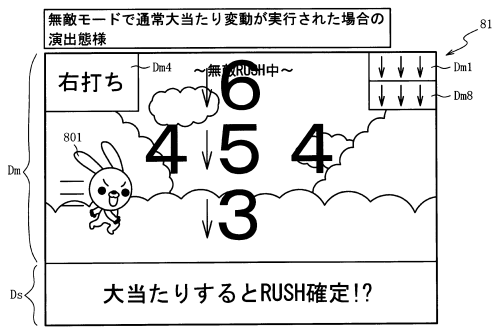 無敵モードで通常大当たり変動が実行された場合の
演出態様
81
右打ち
Dm4
～無敵RUSH中～
Dm1
Dm8
801
Dm
6
4 5 4
3
Ds
大当たりするとRUSH確定!?